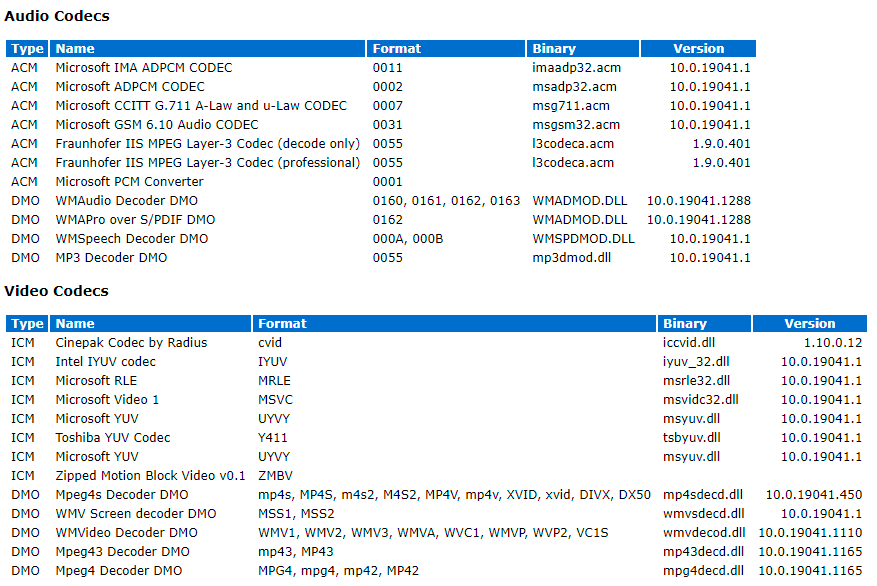 Audio Codecs
Type Name Format Binary Version
ACM Microsoft IMA ADPCM CODEC 0011 imaadp32.acm 10.0.19041.1
ACM Microsoft ADPCM CODEC 0002 msadp32.acm 10.0.19041.1
ACM Microsoft CCITT G.711 A-Law and u-Law CODEC 0007 msg711.acm 10.0.19041.1
ACM Microsoft GSM 6.10 Audio CODEC 0031 msgsm32.acm 10.0.19041.1
ACM Fraunhofer IIS MPEG Layer-3 Codec (decode only) 0055 l3codeca.acm 1.9.0.401
ACM Fraunhofer IIS MPEG Layer-3 Codec (professional) 0055 l3codeca.acm 1.9.0.401
ACM Microsoft PCM Converter 0001
DMO WMAudio Decoder DMO 0160, 0161, 0162, 0163 WMADMOD.DLL 10.0.19041.1288
DMO WMAPro over S/PDIF DMO 0162 WMADMOD.DLL 10.0.19041.1288
DMO WMSpeech Decoder DMO 000A, 000B WMSPDMOD.DLL 10.0.19041.1
DMO MP3 Decoder DMO 0055 mp3dmod.dll 10.0.19041.1
Video Codecs
Type Name Format Binary Version
ICM Cinepak Codec by Radius cvid iccvid.dll 1.10.0.12
ICM Intel IYUV codec IYUV iyuv_32.dll 10.0.19041.1
ICM Microsoft RLE MRLE msrle32.dll 10.0.19041.1
ICM Microsoft Video 1 MSVC msvidc32.dll 10.0.19041.1
ICM Microsoft YUV UYVY msyuv.dll 10.0.19041.1
ICM Toshiba YUV Codec Y411 tsbyuv.dll 10.0.19041.1
ICM Microsoft YUV UYVY msyuv.dll 10.0.19041.1
ICM Zipped Motion Block Video v0.1 ZMBV
DMO Mpeg4s Decoder DMO mp4s, MP4S, m4s2, M4S2, MP4V, mp4v, XVID, xvid, DIVX, DX50 mp4sdecd.dll 10.0.19041.450
DMO WMV Screen decoder DMO MSS1, MSS2 wmvsdecd.dll 10.0.19041.1
DMO WMVideo Decoder DMO WMV1, WMV2, WMV3, WMVA, WVC1, WMVP, WVP2, VC1S wmvdecod.dll 10.0.19041.1110
DMO Mpeg43 Decoder DMO mp43, MP43 mp43decd.dll 10.0.19041.1165
DMO Mpeg4 Decoder DMO MPG4, mpg4, mp42, MP42 mpg4decd.dll 10.0.19041.1165